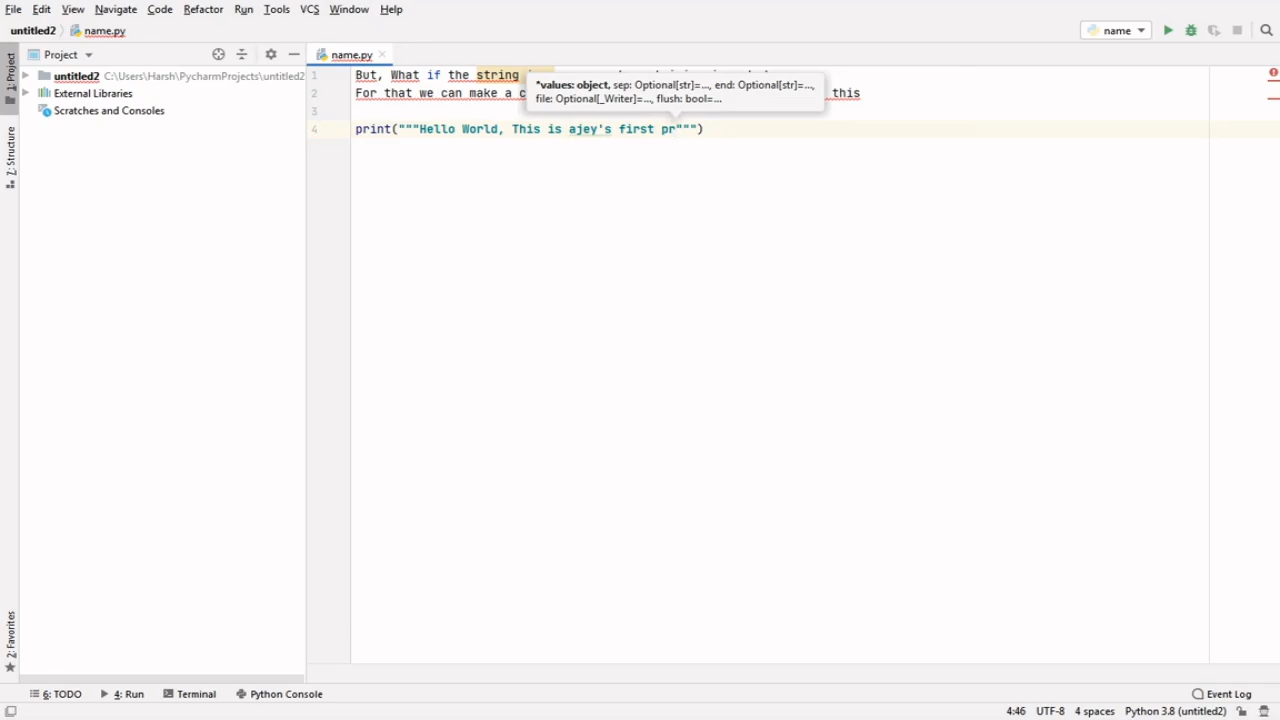 File Edit View Navigate Code Refactor Run Tools VCS Window Help
untitled2 name.py name
Project name.py
1: Project
untitled2 C:\Users\Harsh\PycharmProjects\untitled2
External Libraries
Scratches and Consoles
Z: Structure
2: Favorites
1 But, What if the string
2 For that we can make a c this
3
4 print("""Hello World, This is ajey's first pr""")
*values: object, sep: Optional[str]=..., end: Optional[str]=...,
file: Optional[_Writer]=..., flush: bool=...
6: TODO 4: Run Terminal Python Console Event Log
4:46 UTF-8 4 spaces Python 3.8 (untitled2)